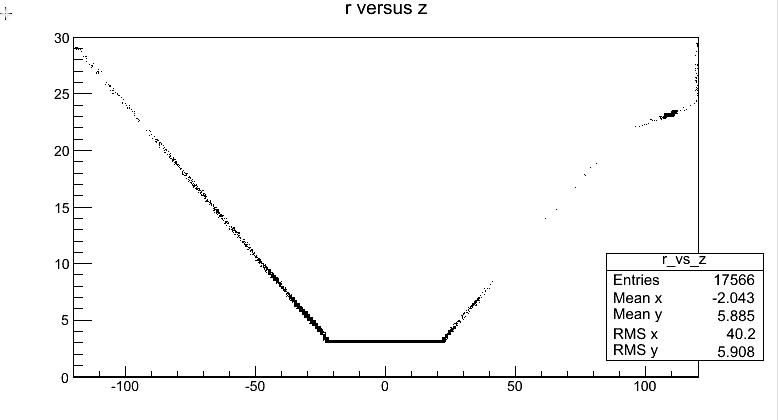 r versus z
30
25
20
15
10
5
0
-100
-50
0
50
100
r_vs_z
Entries 17566
Mean x -2.043
Mean y 5.885
RMS x 40.2
RMS y 5.908